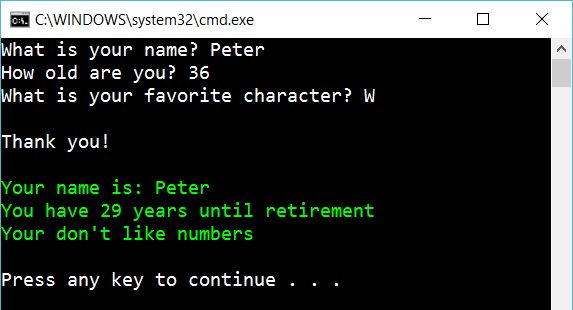 C:\WINDOWS\system32\cmd.exe
What is your name? Peter
How old are you? 36
What is your favorite character? W
Thank you!
Your name is: Peter
You have 29 years until retirement
Your don't like numbers
Press any key to continue . . .